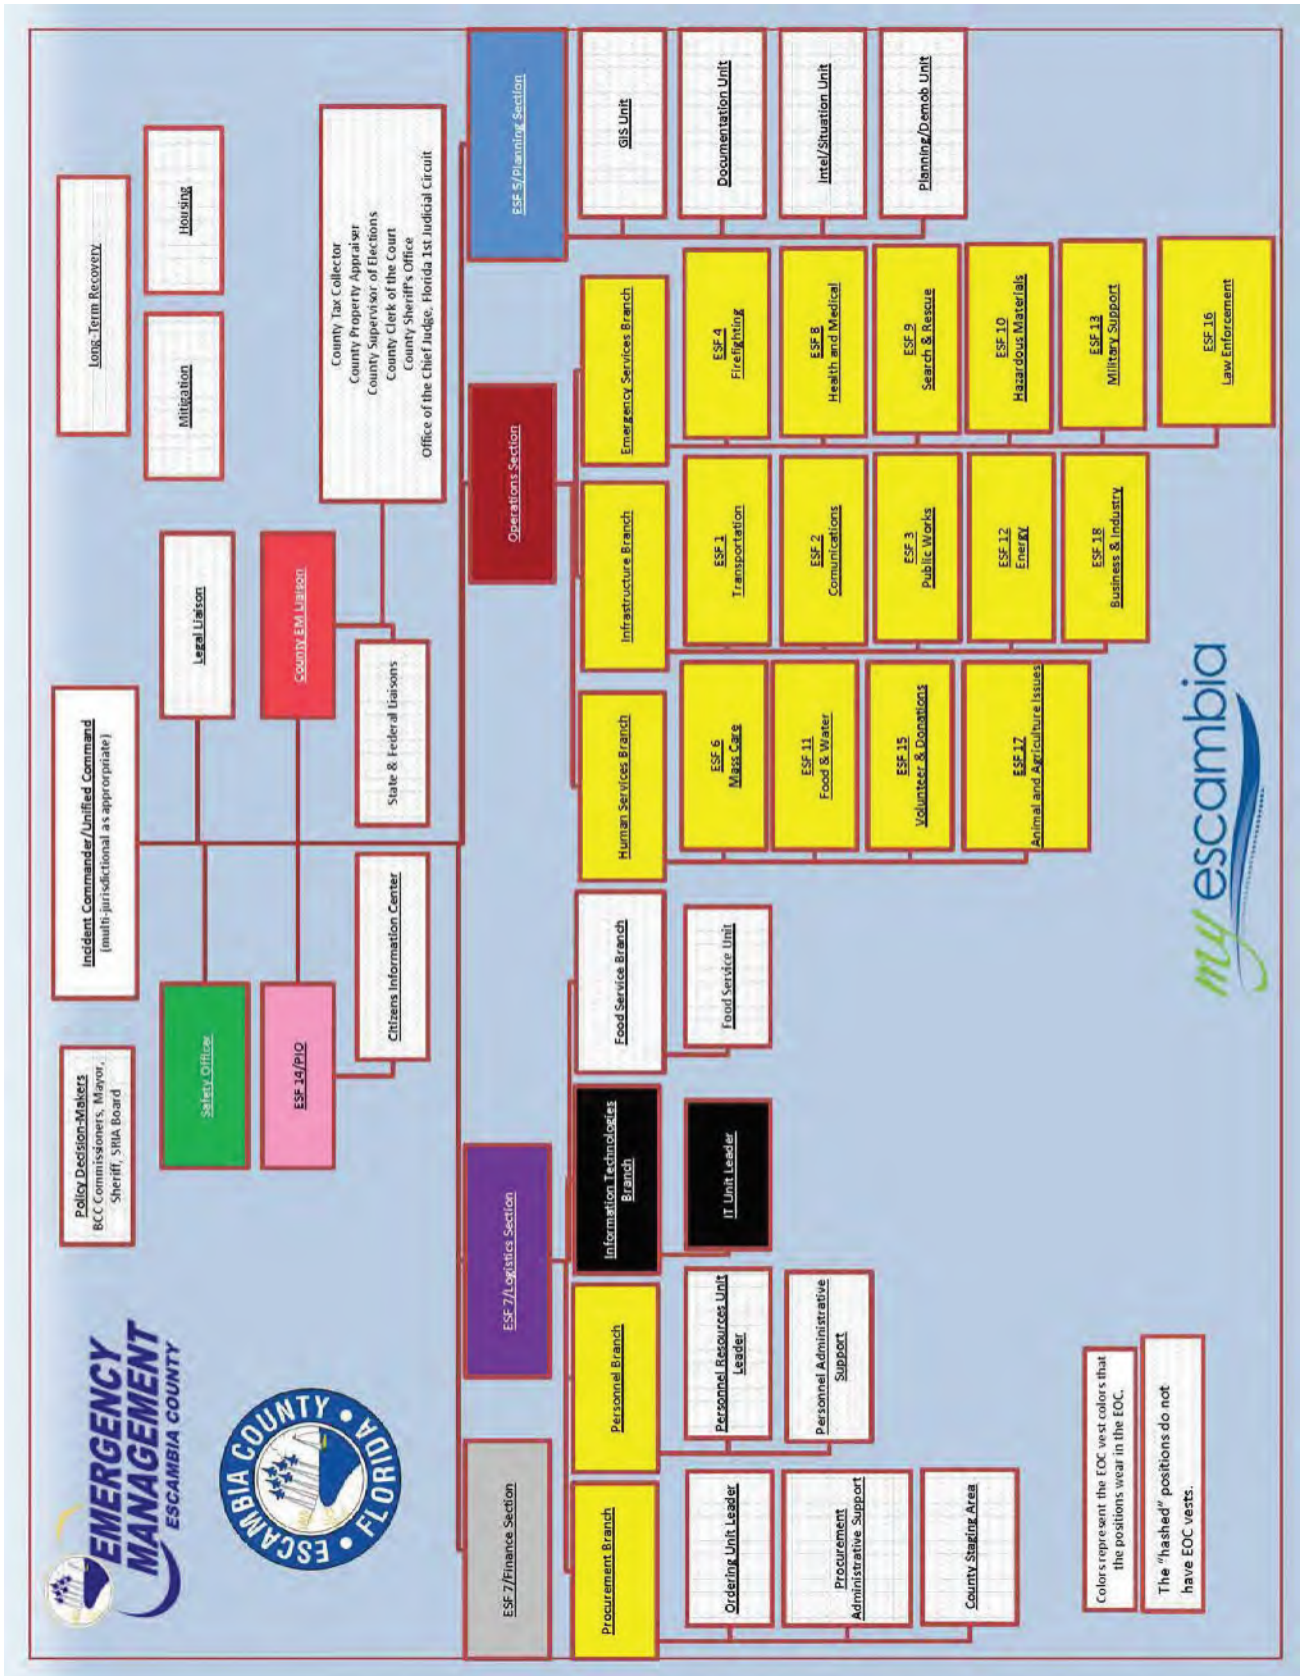 EMERGENCY
MANAGEMENT
ESCAMBIA COUNTY
ESCAMBIA COUNTY • FLORIDA •
Policy Decision-Makers
BCC Commissioners, Mayor,
Sheriff, SRIA Board
Incident Commander/Unified Command
(multi-jurisdictional as apporpriate)
Long-Term Recovery
Mitigation
Housing
Safety Officer
Legal Liaison
ESF 14/PIO
County EM Liaison
Citizens Information Center
State & Federal Liaisons
County Tax Collector
County Property Appraiser
County Supervisor of Elections
County Clerk of the Court
County Sheriff's Office
Office of the Chief Judge, Florida 1st Judicial Circuit
ESF 7/Finance Section
ESF 7/Logistics Section
Operations Section
ESF 5/Planning Section
Procurement Branch
Ordering Unit Leader
Procurement
Administrative Support
County Staging Area
Personnel Branch
Personnel Resources Unit
Leader
Personnel Administrative
Support
Information Technologies
Branch
IT Unit Leader
Food Service Branch
Food Service Unit
Human Services Branch
ESF 6
Mass Care
ESF 11
Food & Water
ESF 15
Volunteer & Donations
ESF 17
Animal and Agriculture Issues
Infrastructure Branch
ESF 1
Transportation
ESF 2
Comunications
ESF 3
Public Works
ESF 12
Energy
ESF 18
Business & Industry
Emergency Services Branch
ESF 4
Firefighting
ESF 8
Health and Medical
ESF 9
Search & Rescue
ESF 10
Hazardous Materials
ESF 13
Military Support
ESF 16
Law Enforcement
GIS Unit
Documentation Unit
Intel/Situation Unit
Planning/Demob Unit
Colors represent the EOC vest colors that
the positions wear in the EOC.
The "hashed" positions do not
have EOC vests.
my escambia